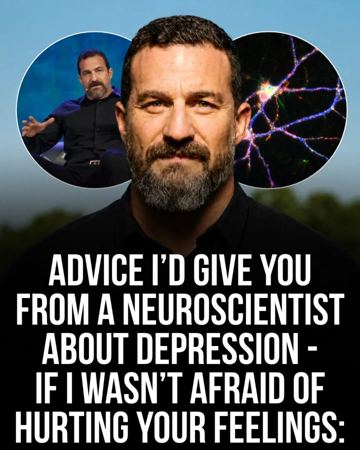 ADVICE I'D GIVE YOU
FROM A NEUROSCIENTIST
ABOUT DEPRESSION -
IF I WASN'T AFRAID OF
HURTING YOUR FEELINGS: